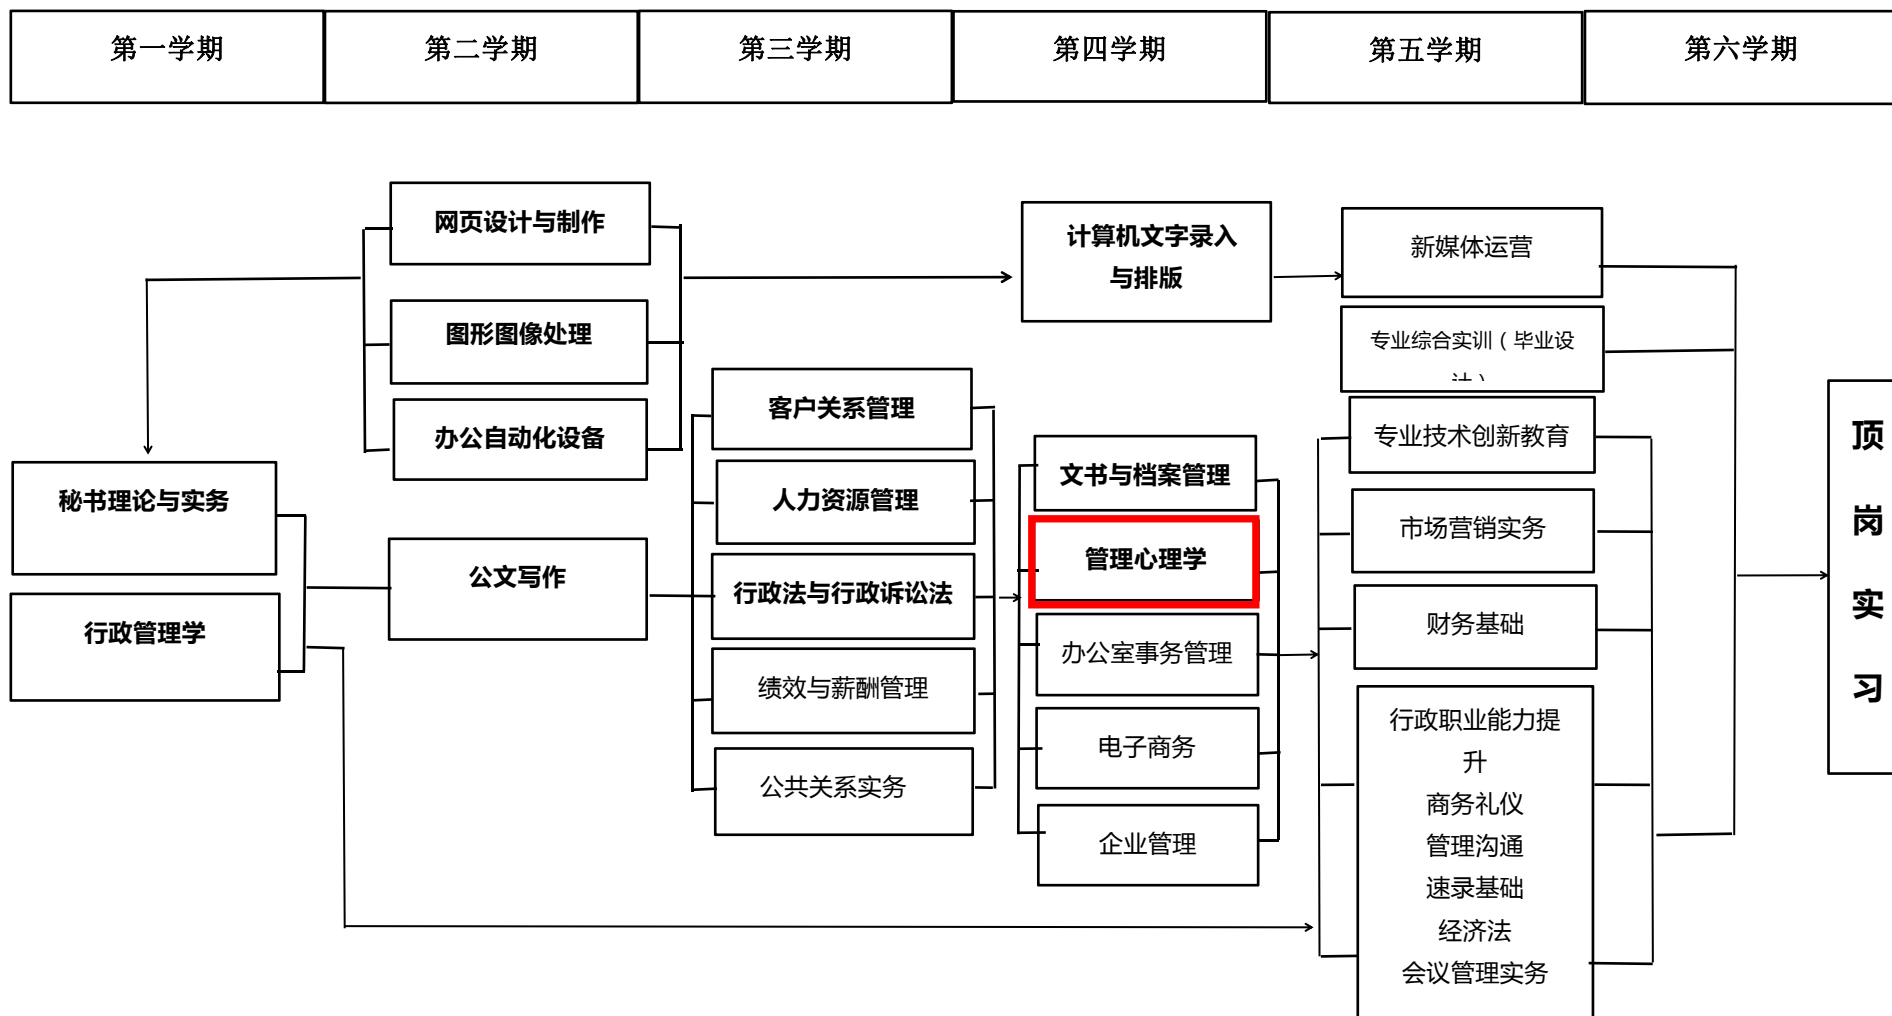 第一学期
第二学期
第三学期
第四学期
第五学期
第六学期
秘书理论与实务
行政管理学
网页设计与制作
图形图像处理
办公自动化设备
公文写作
客户关系管理
人力资源管理
行政法与行政诉讼法
绩效与薪酬管理
公共关系实务
计算机文字录入
与排版
文书与档案管理
管理心理学
办公室事务管理
电子商务
企业管理
新媒体运营
专业综合实训（毕业设
计）
专业技术创新教育
市场营销实务
财务基础
行政职业能力提
升
商务礼仪
管理沟通
速录基础
经济法
会议管理实务
顶
岗
实
习